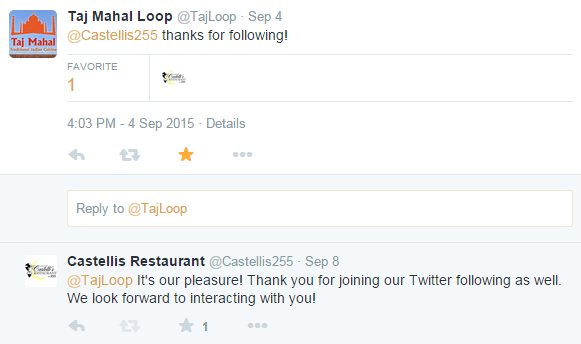 Taj Mahal Loop @TajLoop · Sep 4
Taj Mahal
@Castellis255 thanks for following!
FAVORITE
1
4:03 PM - 4 Sep 2015 · Details
Reply to @TajLoop
Castellis Restaurant @Castellis255 · Sep 8
@TajLoop It's our pleasure! Thank you for joining our Twitter following as well.
We look forward to interacting with you!
1